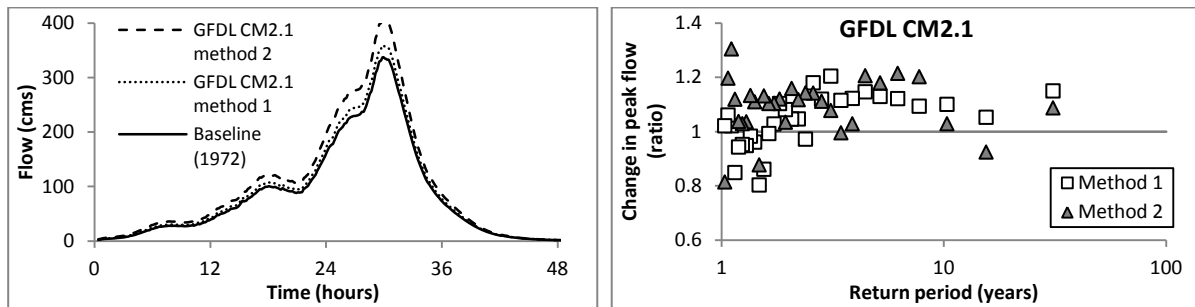 400
300
200
100
0
Flow (cms)
GFDL CM2.1
method 2
GFDL CM2.1
method 1
Baseline
(1972)
0 12 24 36 48
Time (hours)
GFDL CM2.1
1.4
1.2
1
0.8
0.6
Change in peak flow
(ratio)
Method 1
Method 2
1 10 100
Return period (years)